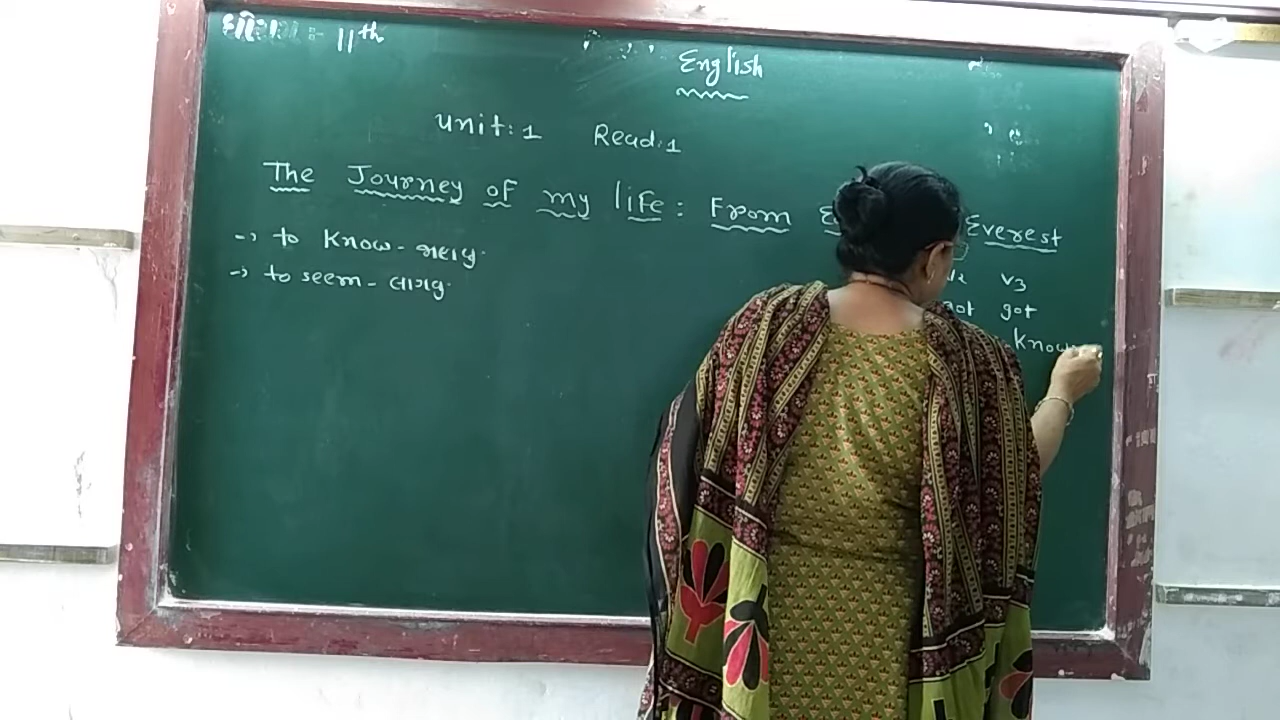 11th
English
Unit: 1 Read: 1
The Journey of my life: From Everest
→ to know - જાણવુ
→ to seem - લાગવુ
V3
got got
know